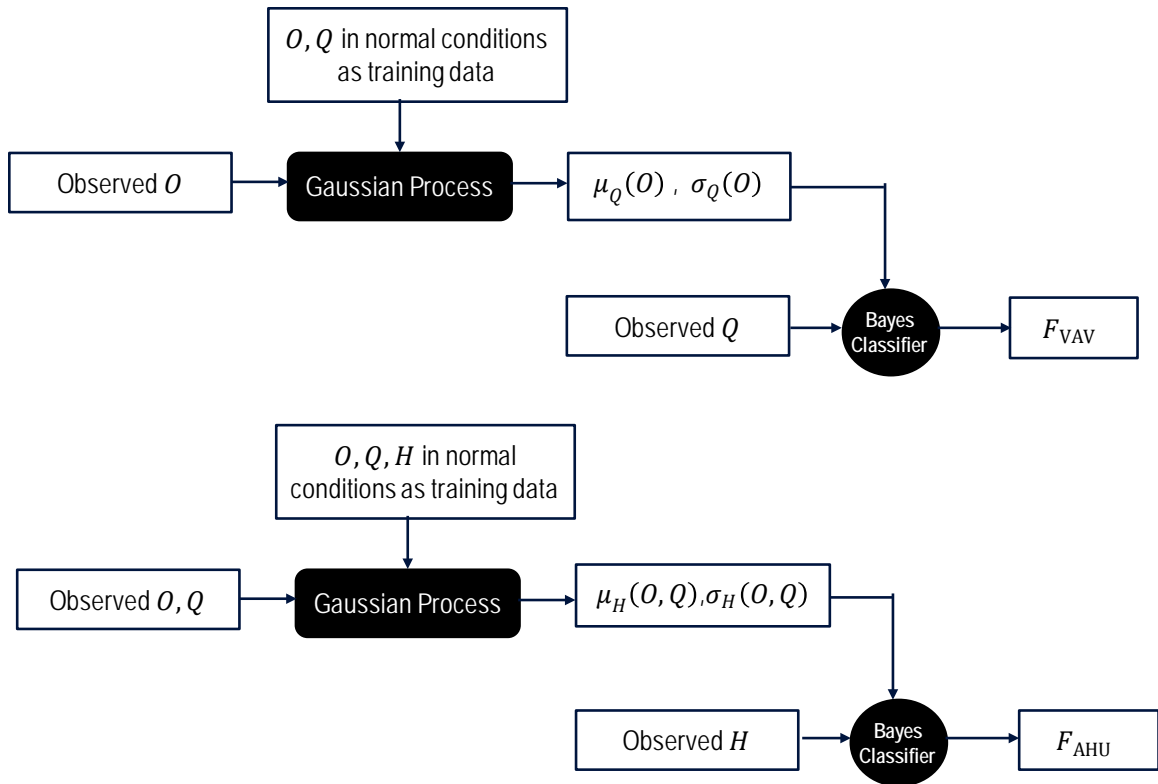 O, Q in normal conditions
as training data
Observed O
Gaussian Process
μ_Q(O) , σ_Q(O)
Observed Q
Bayes
Classifier
F_VAV
O, Q, H in normal
conditions as training data
Observed O, Q
Gaussian Process
μ_H(O, Q),σ_H(O, Q)
Observed H
Bayes
Classifier
F_AHU